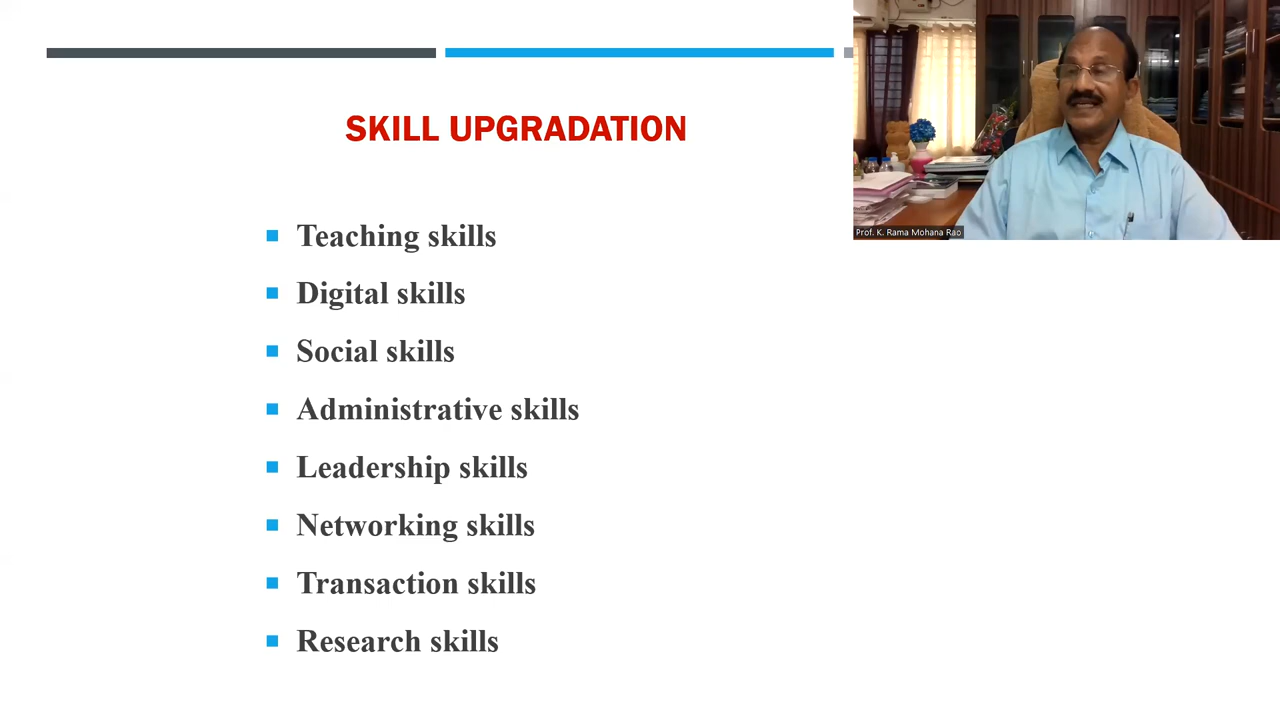 SKILL UPGRADATION
Teaching skills
Digital skills
Social skills
Administrative skills
Leadership skills
Networking skills
Transaction skills
Research skills
Prof. K. Rama Mohana Rao